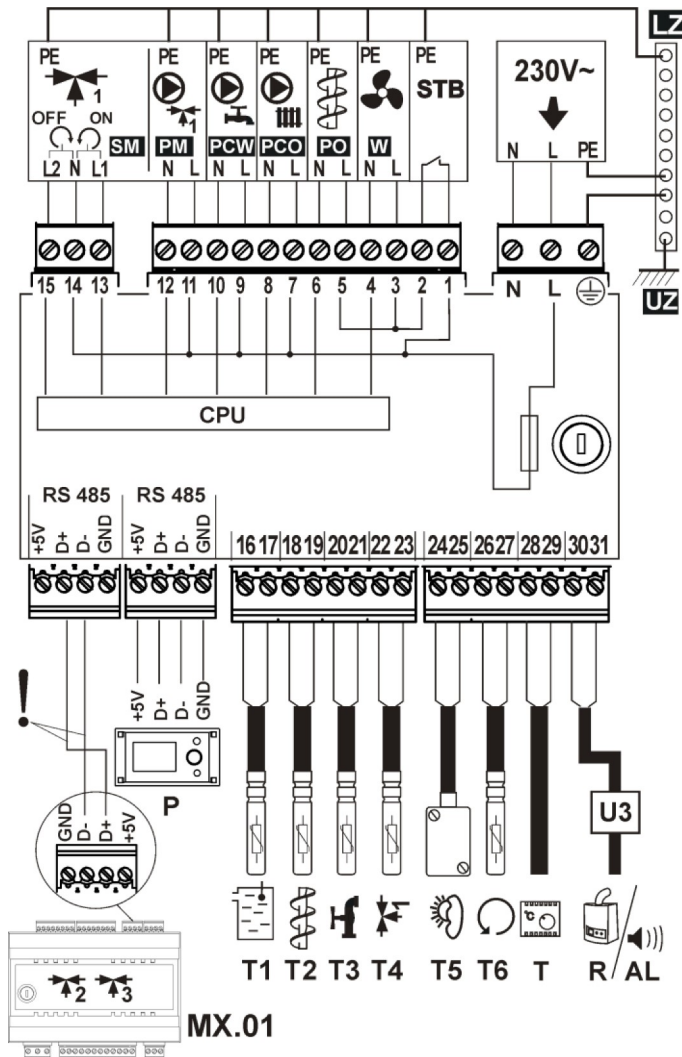 LZ
PE PE PE PE PE PE PE
230V~
1
STB
OFF ON
1
SM PM PCW PCO PO W
L2 N L1 N L N L N L N L N L
N L PE
UZ
15 14 13 12 11 10 9 8 7 6 5 4 3 2 1 N L
CPU
RS 485 RS 485
+5V D+ D- GND +5V D+ D- GND
16 17 18 19 20 21 22 23 24 25 26 27 28 29 30 31
!
+5V D+ D- GND
P
U3
GND D- D+ +5V
1
°C
T1 T2 T3 T4 T5 T6 T R / AL
2 3
MX.01